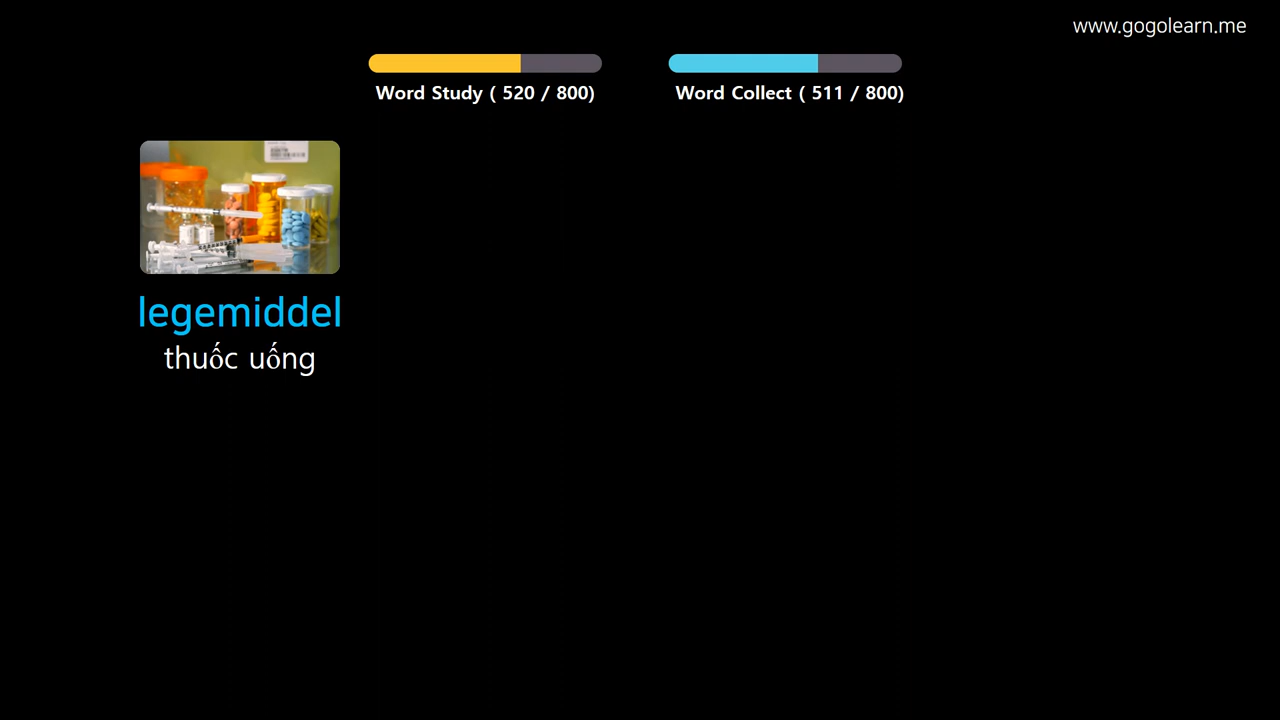 www.gogolearn.me
Word Study ( 520 / 800)
Word Collect ( 511 / 800)
legemiddel
thuốc uống